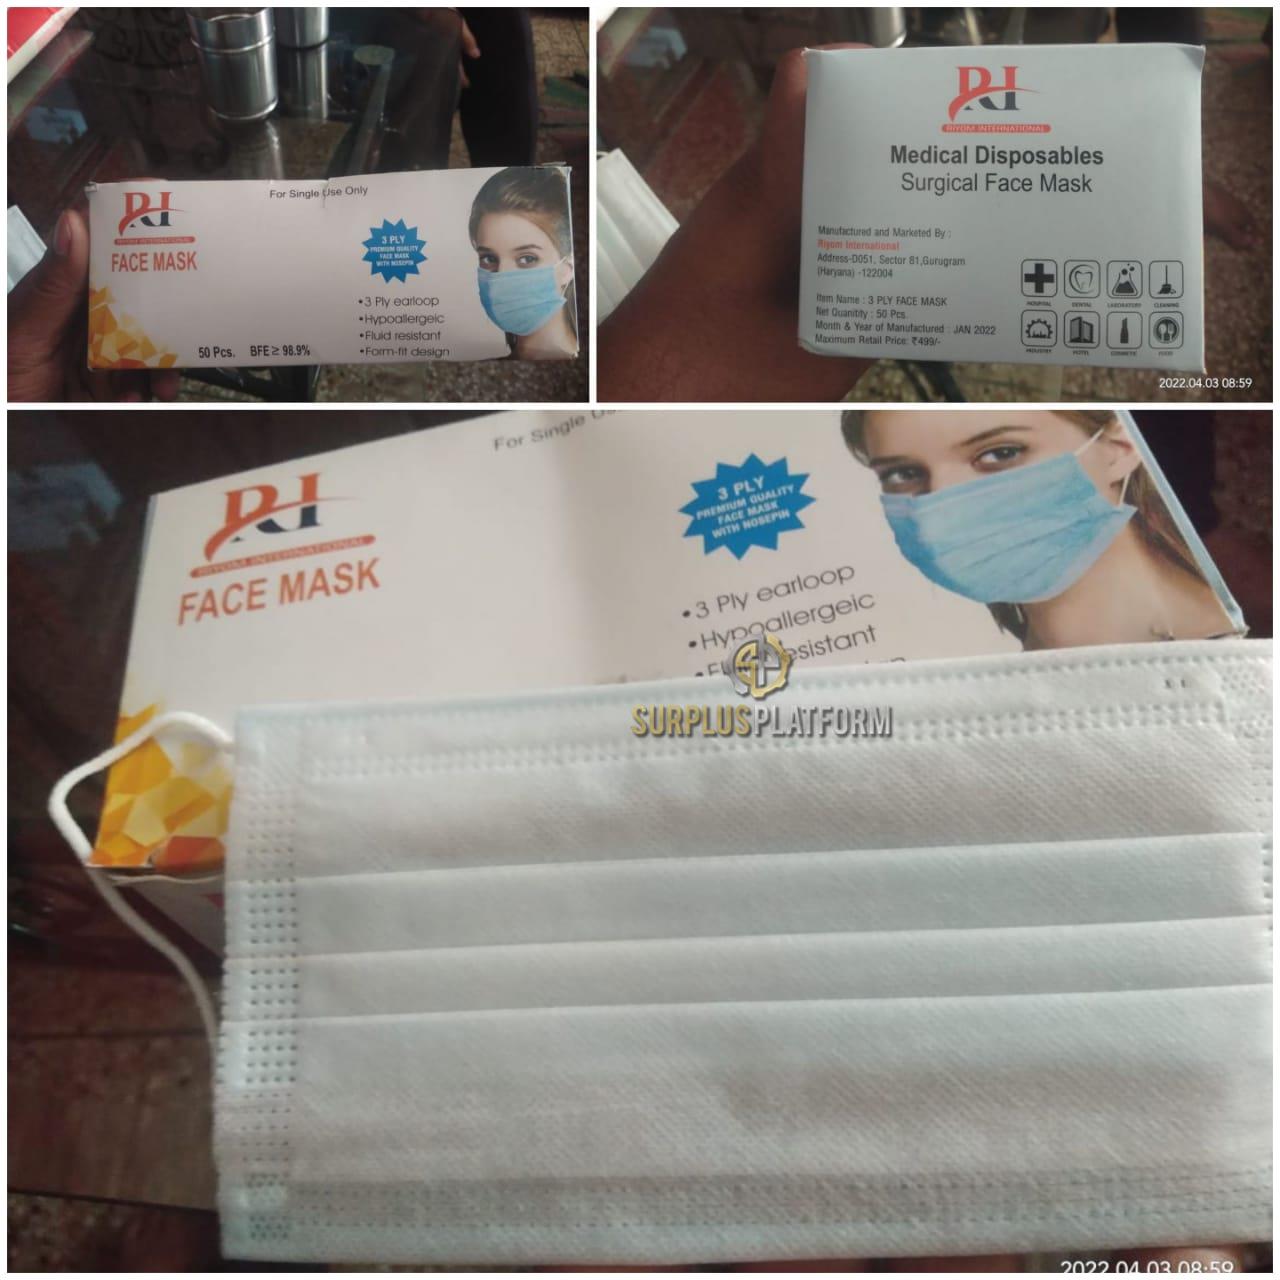 RI
RIYOM INTERNATIONAL
FACE MASK
For Single Use Only
3 PLY
PREMIUM QUALITY
FACE MASK
WITH NOSEPIN
•3 Ply earloop
•Hypoallergeic
•Fluid resistant
•Form-fit design
50 Pcs. BFE ≥ 98.9%
RI
RIYOM INTERNATIONAL
Medical Disposables
Surgical Face Mask
Manufactured and Marketed By :
Riyom International
Address-D051, Sector 81,Gurugram
(Haryana) -122004
Item Name : 3 PLY FACE MASK
Net Quanitity : 50 Pcs.
Month & Year of Manufactured : JAN 2022
Maximum Retail Price: ₹499/-
HOSPITAL DENTAL LABORATORY CLEANING
INDUSTRY HOTEL COSMETIC FOOD
2022.04.03 08:59
For Single
RI
RIYOM INTERNATIONAL
FACE MASK
3 PLY
PREMIUM QUALITY
FACE MASK
WITH NOSEPIN
•3 Ply earloop
•Hypoallergeic
SURPLUSPLATFORM
2022.04.03 08:59